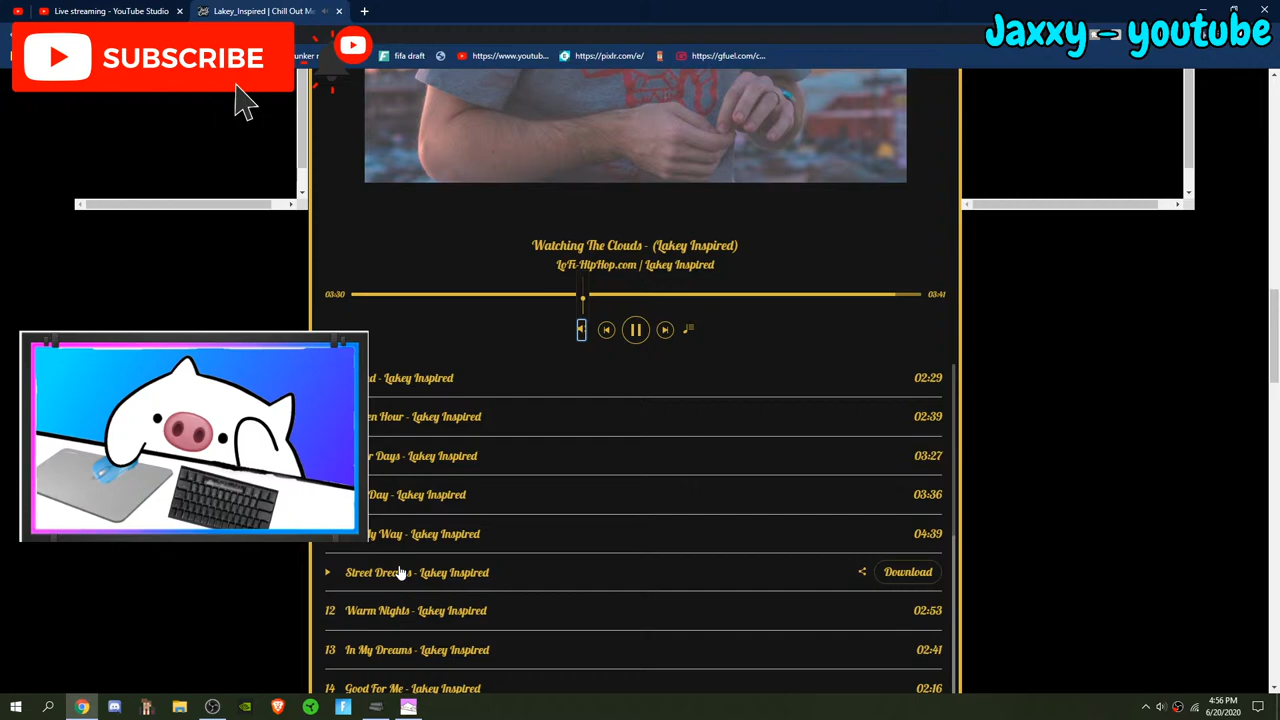 Live streaming - YouTube Studio
Lakey_Inspired | Chill Out M
SUBSCRIBE
Jaxxy - youtube
unker
fifa draft
https://www.youtub...
https://pixlr.com/e/
https://gfuel.com/c...
Watching The Clouds - (Lakey Inspired)
LoFi-HipHop.com / Lakey Inspired
03:30
03:41
d - Lakey Inspired 02:29
en Hour - Lakey Inspired 02:39
r Days - Lakey Inspired 03:27
Day - Lakey Inspired 03:36
y Way - Lakey Inspired 04:39
Street Dreams - Lakey Inspired Download
12 Warm Nights - Lakey Inspired 02:53
13 In My Dreams - Lakey Inspired 02:41
14 Good For Me - Lakey Inspired 02:16
4:56 PM
6/20/2020